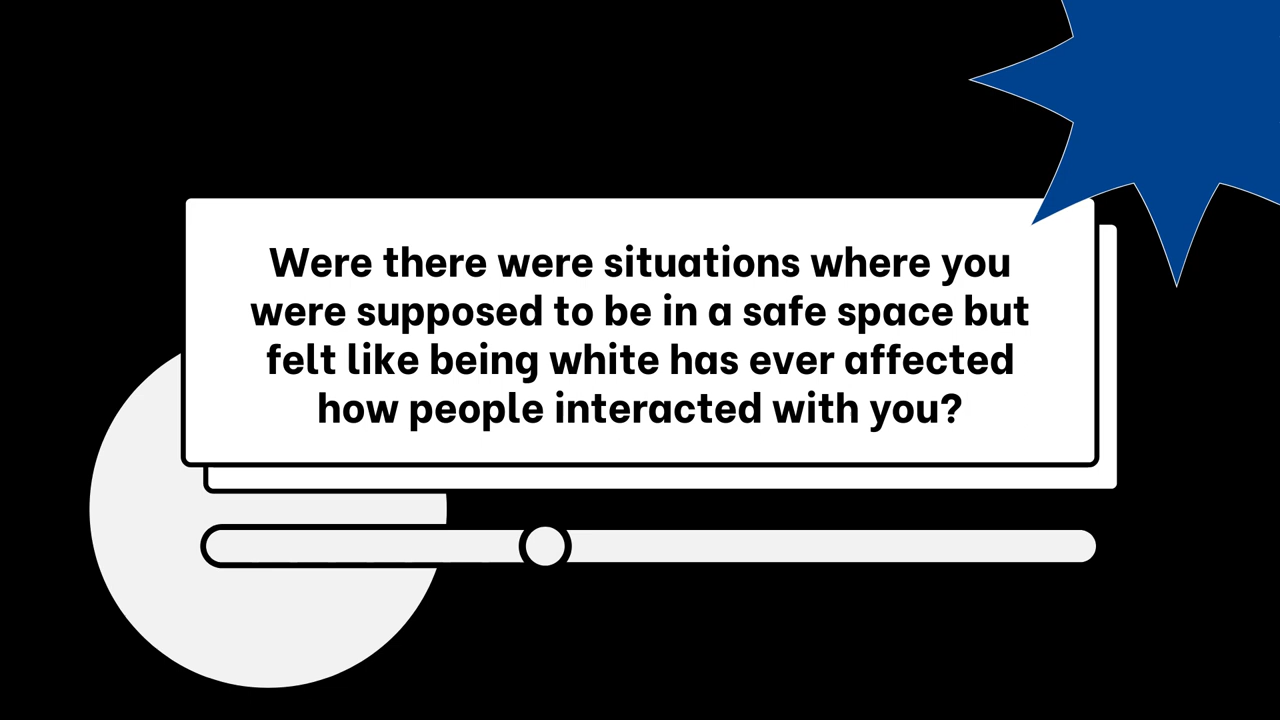 Were there were situations where you
were supposed to be in a safe space but
felt like being white has ever affected
how people interacted with you?